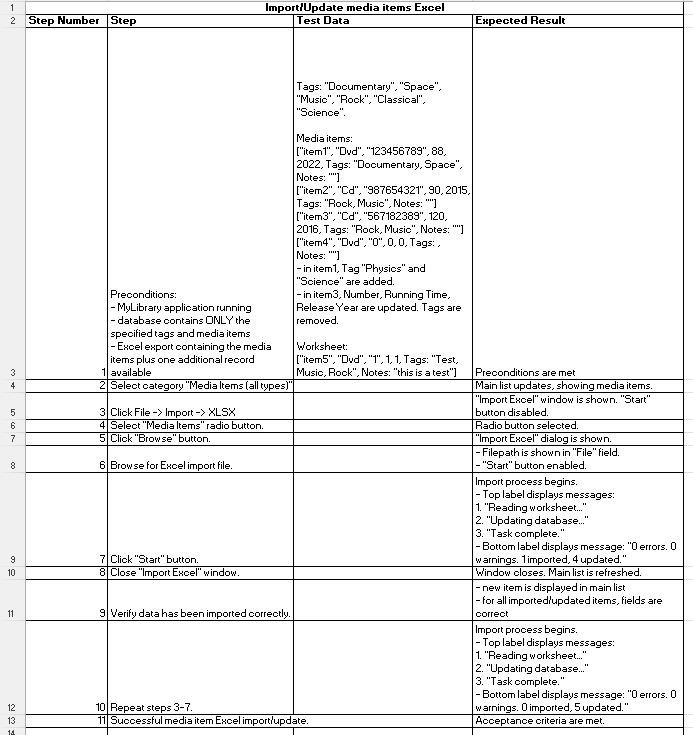 1 Import/Update media items Excel
2 Step Number Step Test Data Expected Result
Tags: "Documentary", "Space",
"Music", "Rock", "Classical",
"Science".
Media items:
["item1", "Dvd", "123456789", 88,
2022, Tags: "Documentary, Space",
Notes: ""]
["item2", "Cd", "987654321", 90, 2015,
Tags: "Rock, Music", Notes: ""]
["item3", "Cd", "567182389", 120,
2016, Tags: "Rock, Music", Notes: ""]
["item4", "Dvd", "0", 0, 0, Tags: ,
Notes: ""]
- in item1, Tag "Physics" and
"Science" are added.
- in item3, Number, Running Time,
Release Year are updated. Tags are
removed.
Worksheet:
["item5", "Dvd", "1", 1, 1, Tags: "Test,
Music, Rock", Notes: "this is a test"]
Preconditions:
- MyLibrary application running
- database contains ONLY the
specified tags and media items
- Excel export containing the media
items plus one additional record
3 1 available Preconditions are met
4 2 Select category "Media Items (all types)" Main list updates, showing media items.
"Import Excel" window is shown. "Start"
5 3 Click File -> Import -> XLSX button disabled.
6 4 Select "Media Items" radio button. Radio button selected.
7 5 Click "Browse" button. "Import Excel" dialog is shown.
- Filepath is shown in "File" field.
8 6 Browse for Excel import file. - "Start" button enabled.
Import process begins.
- Top label displays messages:
1. "Reading worksheet..."
2. "Updating database..."
3. "Task complete."
- Bottom label displays message: "0 errors. 0
9 7 Click "Start" button. warnings. 1 imported, 4 updated."
10 8 Close "Import Excel" window. Window closes. Main list is refreshed.
- new item is displayed in main list
- for all imported/updated items, fields are
11 9 Verify data has been imported correctly. correct
Import process begins.
- Top label displays messages:
1. "Reading worksheet..."
2. "Updating database..."
3. "Task complete."
- Bottom label displays message: "0 errors. 0
12 10 Repeat steps 3-7. warnings. 0 imported, 5 updated."
13 11 Successful media item Excel import/update. Acceptance criteria are met.
14